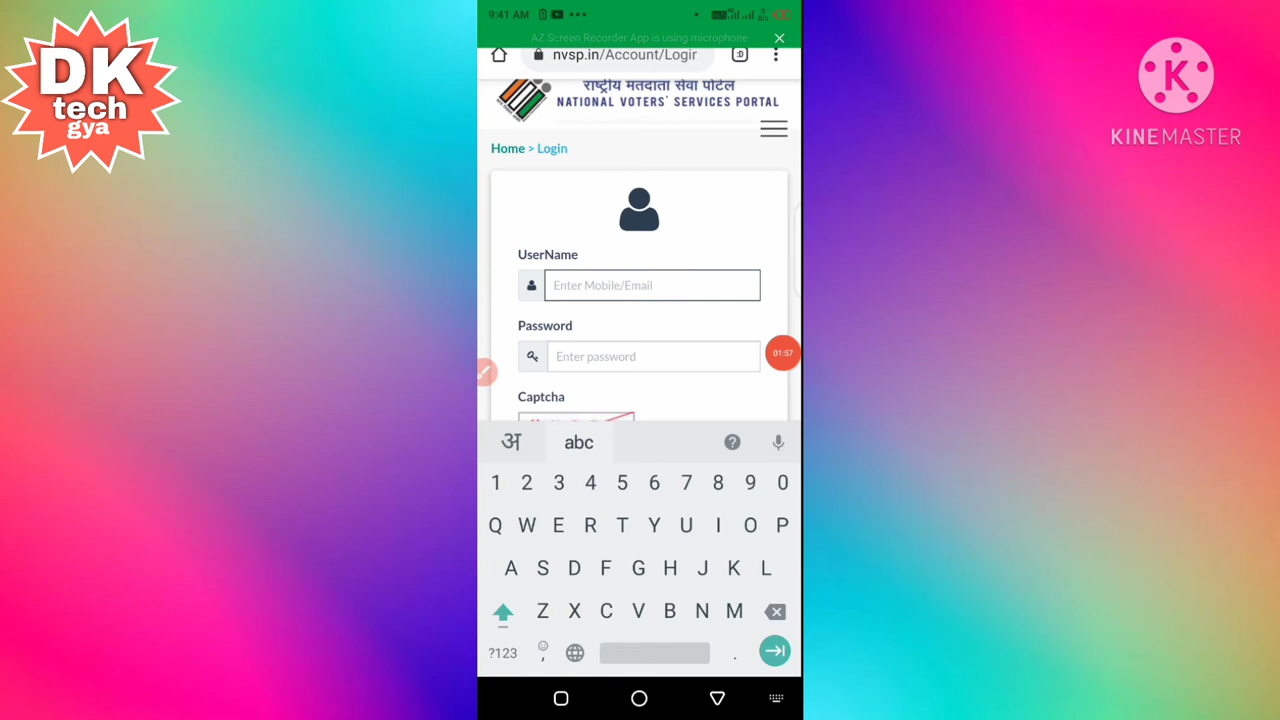 DK
tech
gya
9:41 AM
AZ Screen Recorder App is using microphone
nvsp.in/Account/Login
:D
राष्ट्रीय मतदाता सेवा पोर्टल
NATIONAL VOTERS' SERVICES PORTAL
Home > Login
UserName
Enter Mobile/Email
Password
Enter password
01:57
Captcha
अ abc
1 2 3 4 5 6 7 8 9 0
Q W E R T Y U I O P
A S D F G H J K L
Z X C V B N M
?123 , .
K
KINEMASTER